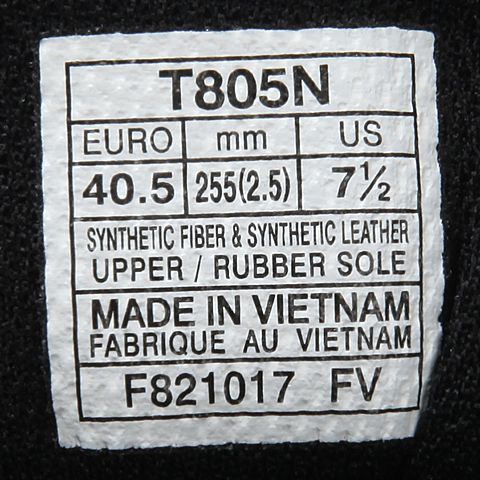 T805N
EURO mm US
40.5 255(2.5) 7½
SYNTHETIC FIBER & SYNTHETIC LEATHER
UPPER / RUBBER SOLE
MADE IN VIETNAM
FABRIQUE AU VIETNAM
F821017 FV